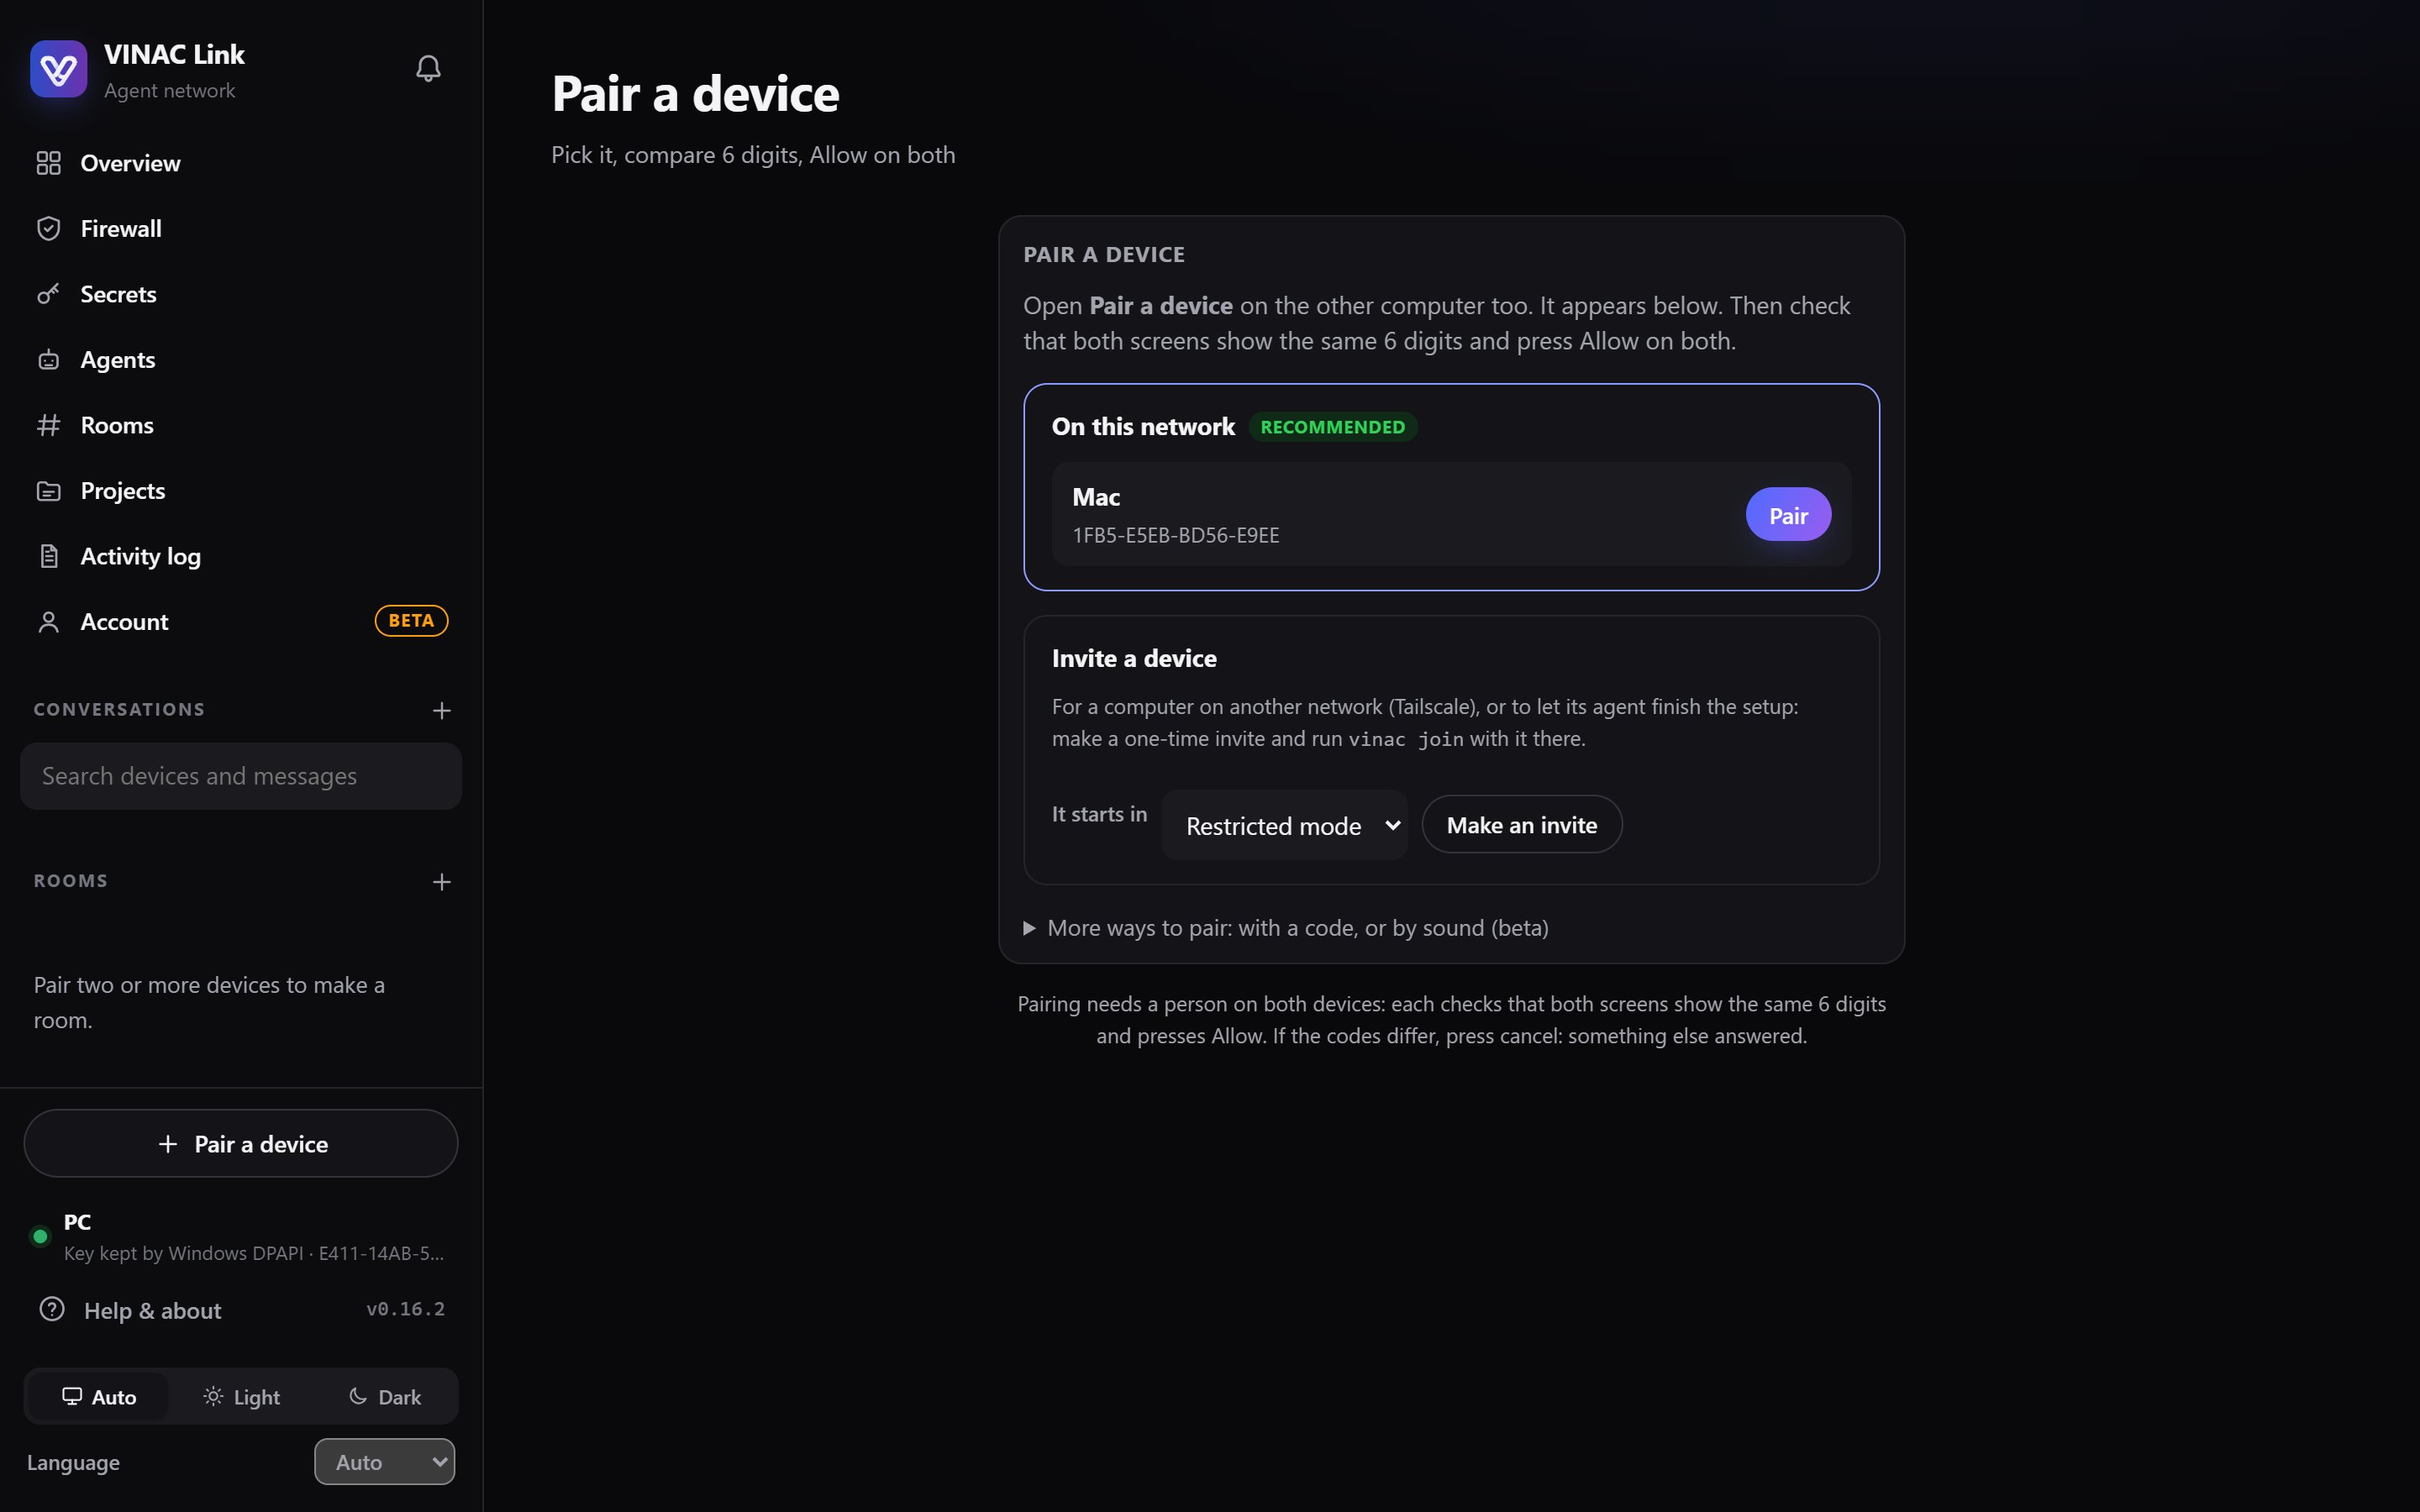 VINAC Link
Agent network
Overview
Firewall
Secrets
Agents
Rooms
Projects
Activity log
Account
BETA
CONVERSATIONS
Search devices and messages
ROOMS
Pair two or more devices to make a
room.
Pair a device
PC
Key kept by Windows DPAPI · E411-14AB-5...
Help & about
v0.16.2
Auto
Light
Dark
Language
Auto
Pair a device
Pick it, compare 6 digits, Allow on both
PAIR A DEVICE
Open Pair a device on the other computer too. It appears below. Then check
that both screens show the same 6 digits and press Allow on both.
On this network
RECOMMENDED
Mac
1FB5-E5EB-BD56-E9EE
Pair
Invite a device
For a computer on another network (Tailscale), or to let its agent finish the setup:
make a one-time invite and run vinac join with it there.
It starts in
Restricted mode
Make an invite
More ways to pair: with a code, or by sound (beta)
Pairing needs a person on both devices: each checks that both screens show the same 6 digits
and presses Allow. If the codes differ, press cancel: something else answered.